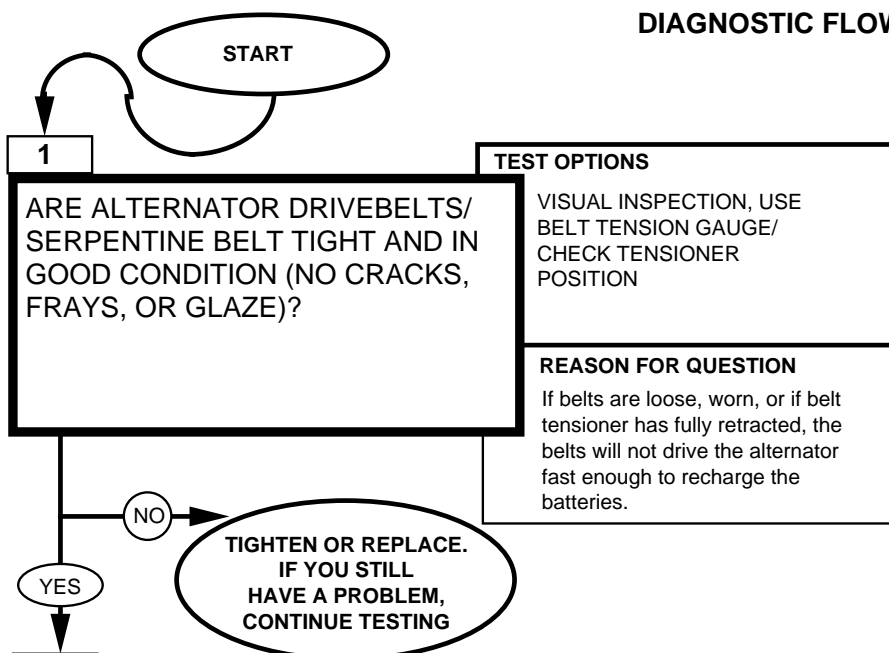 DIAGNOSTIC FLOW
START
1
ARE ALTERNATOR DRIVEBELTS/
SERPENTINE BELT TIGHT AND IN
GOOD CONDITION (NO CRACKS,
FRAYS, OR GLAZE)?
TEST OPTIONS
VISUAL INSPECTION, USE
BELT TENSION GAUGE/
CHECK TENSIONER
POSITION
REASON FOR QUESTION
If belts are loose, worn, or if belt
tensioner has fully retracted, the
belts will not drive the alternator
fast enough to recharge the
batteries.
NO
TIGHTEN OR REPLACE.
IF YOU STILL
HAVE A PROBLEM,
CONTINUE TESTING
YES